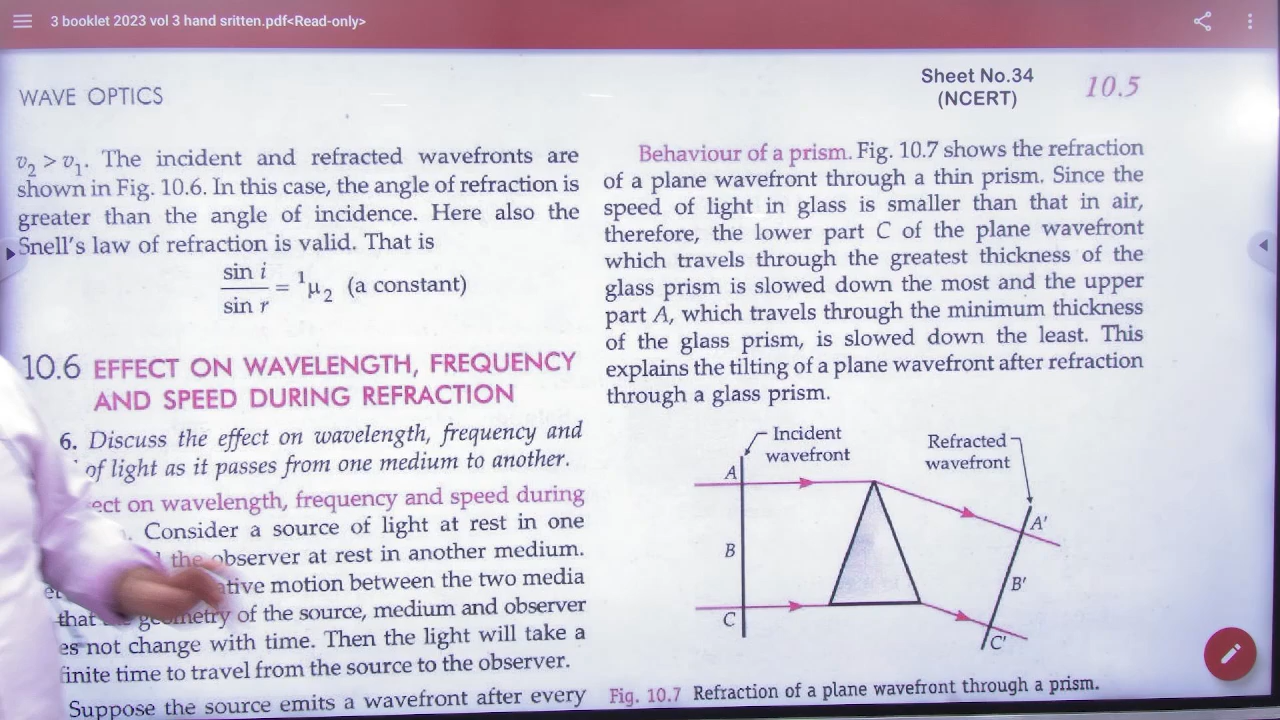 3 booklet 2023 vol 3 hand sritten.pdf<Read-only>
WAVE OPTICS
Sheet No.34
(NCERT)
10.5
v₂ > v₁. The incident and refracted wavefronts are
shown in Fig. 10.6. In this case, the angle of refraction is
greater than the angle of incidence. Here also the
Snell's law of refraction is valid. That is
sin i / sin r = ¹μ₂ (a constant)
10.6 EFFECT ON WAVELENGTH, FREQUENCY
AND SPEED DURING REFRACTION
6. Discuss the effect on wavelength, frequency and
of light as it passes from one medium to another.
ect on wavelength, frequency and speed during
. Consider a source of light at rest in one
the observer at rest in another medium.
ative motion between the two media
that geometry of the source, medium and observer
es not change with time. Then the light will take a
finite time to travel from the source to the observer.
Suppose the source emits a wavefront after every
Behaviour of a prism. Fig. 10.7 shows the refraction
of a plane wavefront through a thin prism. Since the
speed of light in glass is smaller than that in air,
therefore, the lower part C of the plane wavefront
which travels through the greatest thickness of the
glass prism is slowed down the most and the upper
part A, which travels through the minimum thickness
of the glass prism, is slowed down the least. This
explains the tilting of a plane wavefront after refraction
through a glass prism.
Incident
wavefront
Refracted
wavefront
A
A'
B
B'
C
C'
Fig. 10.7 Refraction of a plane wavefront through a prism.